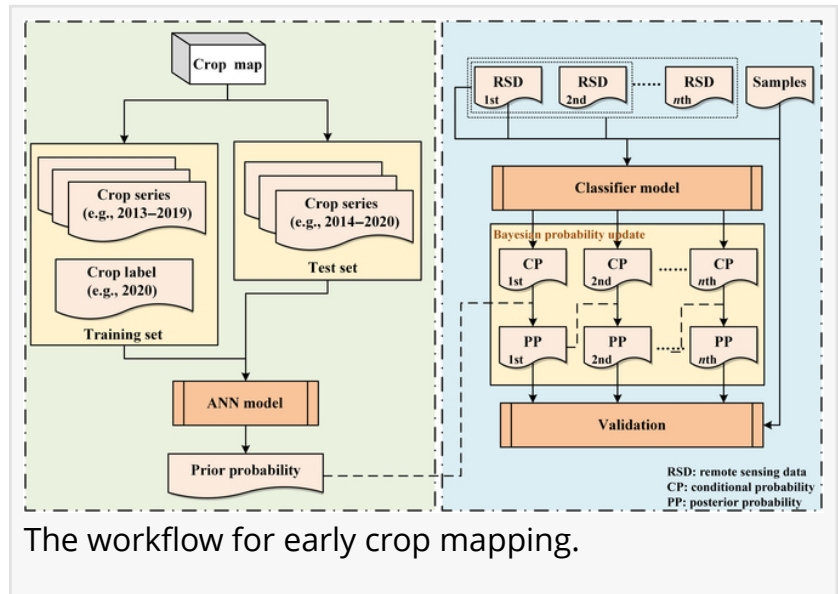 Crop map
Crop series
(e.g., 2013–2019)
Crop label
(e.g., 2020)
Training set
Crop series
(e.g., 2014–2020)
Test set
ANN model
Prior probability
RSD
1st
RSD
2nd
......
RSD
nth
Samples
Classifier model
Bayesian probability update
CP
1st
CP
2nd
......
CP
nth
PP
1st
PP
2nd
......
PP
nth
Validation
RSD: remote sensing data
CP: conditional probability
PP: posterior probability
The workflow for early crop mapping.